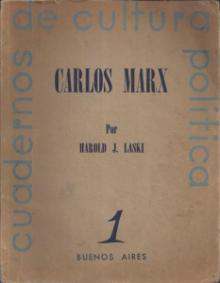 cuadernos de cultura política
CARLOS MARX
Por
HAROLD J. LASKI
1
BUENOS AIRES